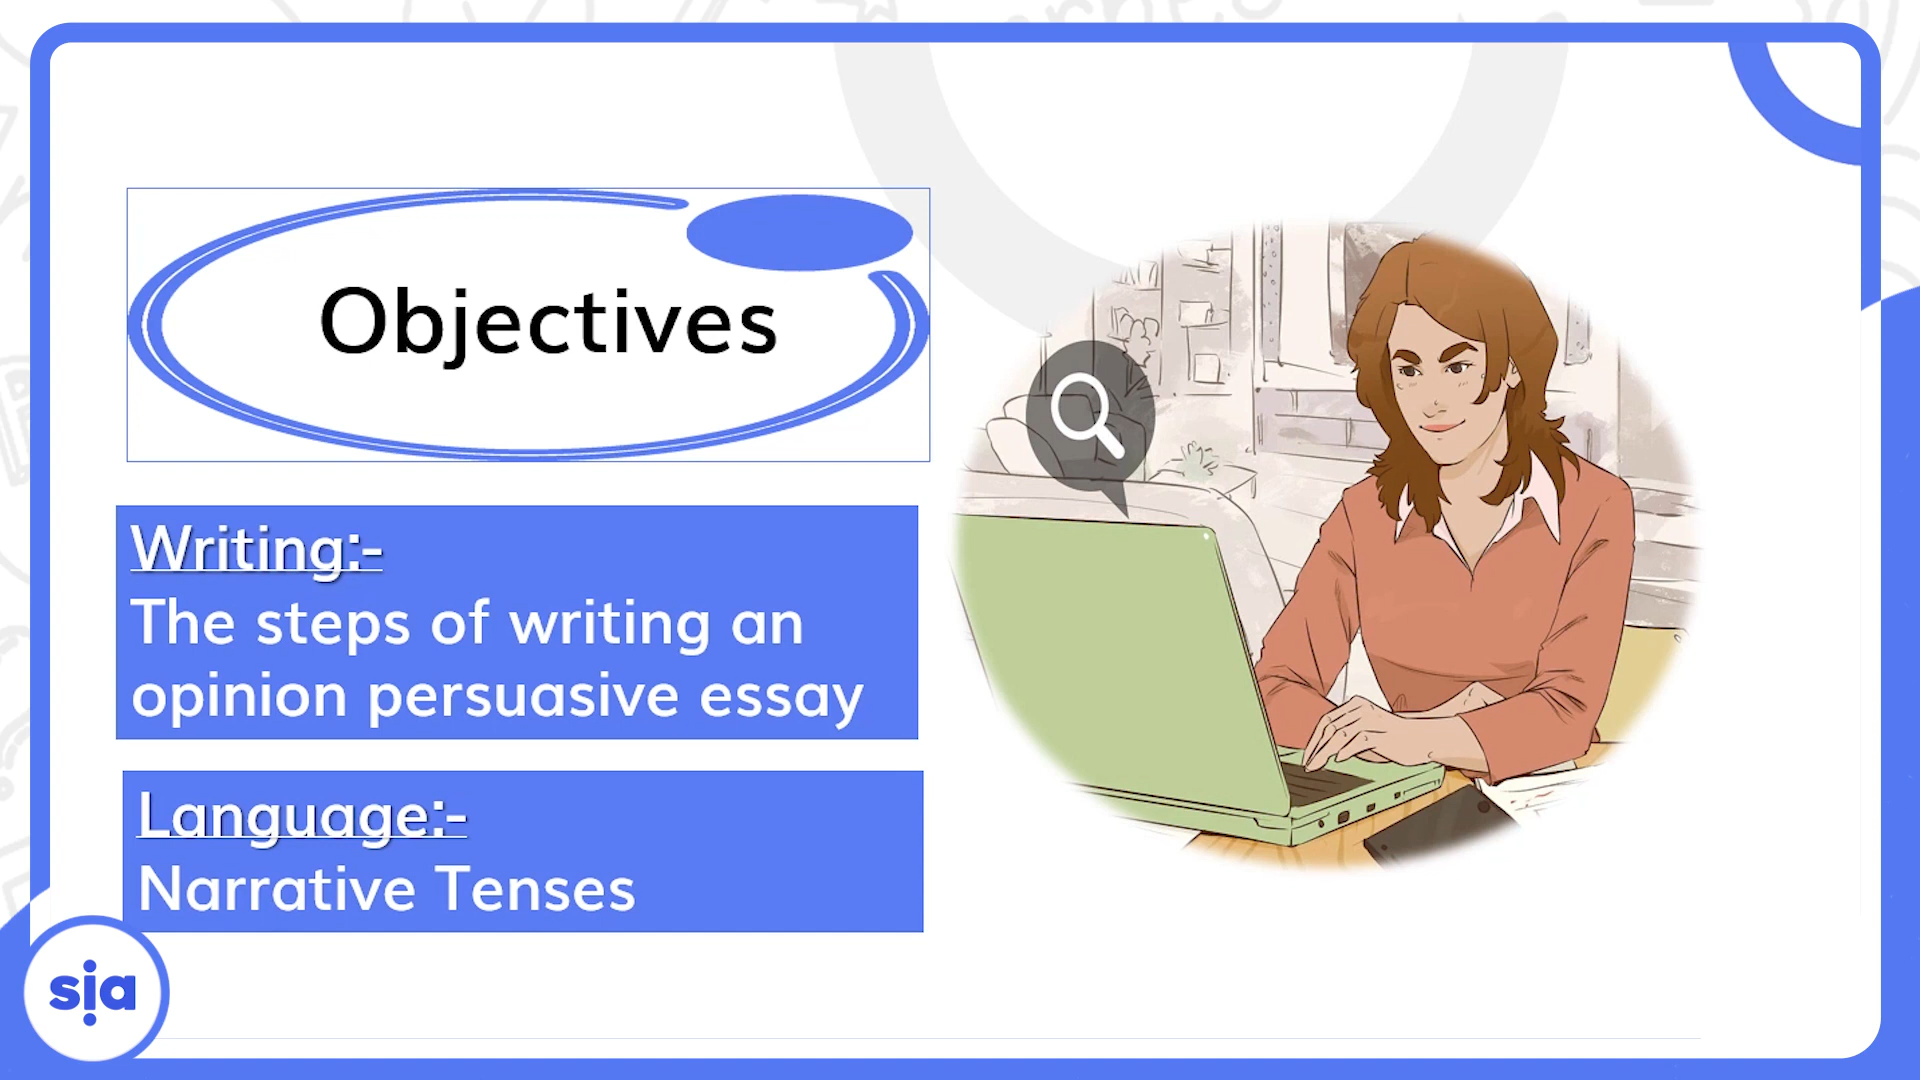 Objectives
Writing:-
The steps of writing an
opinion persuasive essay
Language:-
Narrative Tenses
sia